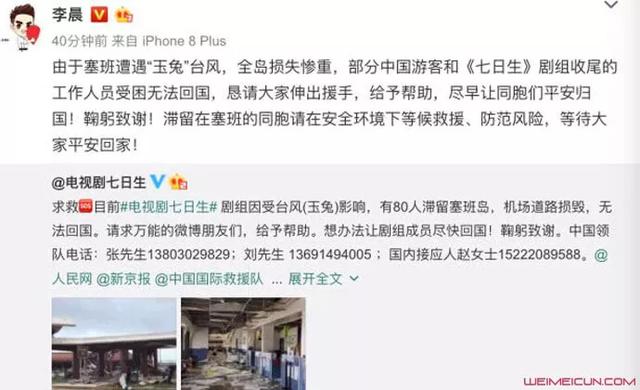 李晨
40分钟前 来自 iPhone 8 Plus
由于塞班遭遇“玉兔”台风，全岛损失惨重，部分中国游客和《七日生》剧组收尾的
工作人员受困无法回国，恳请大家伸出援手，给予帮助，尽早让同胞们平安归
国！鞠躬致谢！滞留在塞班的同胞请在安全环境下等候救援、防范风险，等待大
家平安回家！
@电视剧七日生
求救🆘目前#电视剧七日生# 剧组因受台风(玉兔)影响，有80人滞留塞班岛，机场道路损毁，无
法回国。请求万能的微博朋友们，给予帮助。想办法让剧组成员尽快回国！鞠躬致谢。中国领
队电话：张先生13803029829；刘先生 13691494005 ；国内接应人赵女士15222089588。@
人民网 @新京报 @中国国际救援队 ... 展开全文
WEIMEICUN.COM